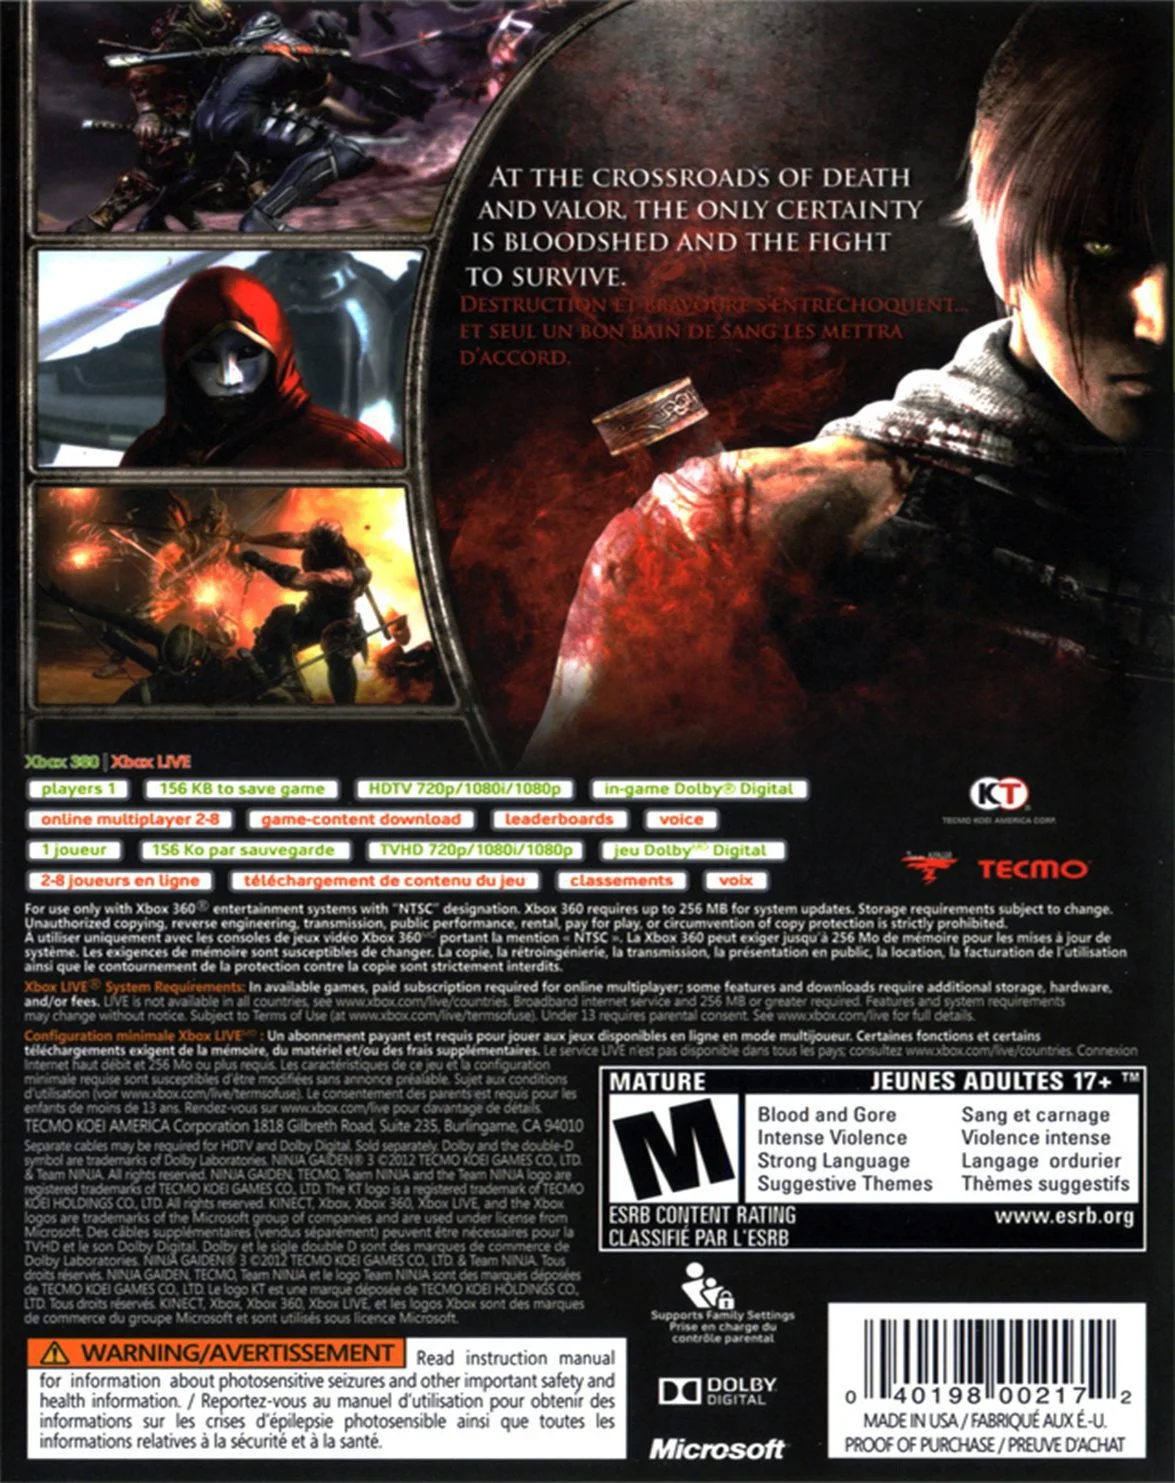 AT THE CROSSROADS OF DEATH
AND VALOR, THE ONLY CERTAINTY
IS BLOODSHED AND THE FIGHT
TO SURVIVE.
DESTRUCTION ET BRAVOURE S'ENTRECHOQUENT...
ET SEUL UN BON BAIN DE SANG LES METTRA
D'ACCORD.
Xbox 360 | Xbox LIVE
players 1
156 KB to save game
HDTV 720p/1080i/1080p
in-game Dolby® Digital
online multiplayer 2-8
game-content download
leaderboards
voice
1 joueur
156 Ko par sauvegarde
TVHD 720p/1080i/1080p
jeu Dolby MD Digital
2-8 joueurs en ligne
téléchargement de contenu du jeu
classements
voix
KT
TECMO KOEI AMERICA CORP.
TECMO
For use only with Xbox 360® entertainment systems with "NTSC" designation. Xbox 360 requires up to 256 MB for system updates. Storage requirements subject to change.
Unauthorized copying, reverse engineering, transmission, public performance, rental, pay for play, or circumvention of copy protection is strictly prohibited.
À utiliser uniquement avec les consoles de jeux vidéo Xbox 360MD portant la mention « NTSC ». La Xbox 360 peut exiger jusqu'à 256 Mo de mémoire pour les mises à jour de
système. Les exigences de mémoire sont susceptibles de changer. La copie, la rétroingénierie, la transmission, la présentation en public, la location, la facturation de l'utilisation
ainsi que le contournement de la protection contre la copie sont strictement interdits.
Xbox LIVE® System Requirements: In available games, paid subscription required for online multiplayer; some features and downloads require additional storage, hardware,
and/or fees. LIVE is not available in all countries, see www.xbox.com/live/countries. Broadband internet service and 256 MB or greater required. Features and system requirements
may change without notice. Subject to Terms of Use (at www.xbox.com/live/termsofuse). Under 13 requires parental consent. See www.xbox.com/live for full details.
Configuration minimale Xbox LIVEMD : Un abonnement payant est requis pour jouer aux jeux disponibles en ligne en mode multijoueur. Certaines fonctions et certains
téléchargements exigent de la mémoire, du matériel et/ou des frais supplémentaires. Le service LIVE n'est pas disponible dans tous les pays; consultez www.xbox.com/live/countries. Connexion
Internet haut débit et 256 Mo ou plus requis. Les caractéristiques de ce jeu et la configuration
minimale requise sont susceptibles d'être modifiées sans annonce préalable. Sujet aux conditions
d'utilisation (voir www.xbox.com/live/termsofuse). Le consentement des parents est requis pour les
enfants de moins de 13 ans. Rendez-vous sur www.xbox.com/live pour davantage de détails.
TECMO KOEI AMERICA Corporation 1818 Gilbreth Road, Suite 235, Burlingame, CA 94010
Separate cables may be required for HDTV and Dolby Digital. Sold separately. Dolby and the double-D
symbol are trademarks of Dolby Laboratories. NINJA GAIDEN® 3 ©2012 TECMO KOEI GAMES CO., LTD.
& Team NINJA. All rights reserved. NINJA GAIDEN, TECMO, Team NINJA and the Team NINJA logo are
registered trademarks of TECMO KOEI GAMES CO., LTD. The KT logo is a registered trademark of TECMO
KOEI HOLDINGS CO., LTD. All rights reserved. KINECT, Xbox, Xbox 360, Xbox LIVE, and the Xbox
logos are trademarks of the Microsoft group of companies and are used under license from
Microsoft. Des câbles supplémentaires (vendus séparément) peuvent être nécessaires pour la
TVHD et le son Dolby Digital. Dolby et le sigle double D sont des marques de commerce de
Dolby Laboratories. NINJA GAIDEN® 3 ©2012 TECMO KOEI GAMES CO., LTD. & Team NINJA. Tous
droits réservés. NINJA GAIDEN, TECMO, Team NINJA et le logo Team NINJA sont des marques déposées
de TECMO KOEI GAMES CO., LTD. Le logo KT est une marque déposée de TECMO KOEI HOLDINGS CO.,
LTD. Tous droits réservés. KINECT, Xbox, Xbox 360, Xbox LIVE, et les logos Xbox sont des marques
de commerce du groupe Microsoft et sont utilisés sous licence Microsoft.
MATURE
JEUNES ADULTES 17+ ™
M
Blood and Gore
Intense Violence
Strong Language
Suggestive Themes
Sang et carnage
Violence intense
Langage ordurier
Thèmes suggestifs
ESRB CONTENT RATING
www.esrb.org
CLASSIFIÉ PAR L'ESRB
Supports Family Settings
Prise en charge du
contrôle parental
DOLBY
DIGITAL
Microsoft
WARNING/AVERTISSEMENT Read instruction manual
for information about photosensitive seizures and other important safety and
health information. / Reportez-vous au manuel d'utilisation pour obtenir des
informations sur les crises d'épilepsie photosensible ainsi que toutes les
informations relatives à la sécurité et à la santé.
0 40198 00217 2
MADE IN USA / FABRIQUÉ AUX É.-U.
PROOF OF PURCHASE / PREUVE D'ACHAT